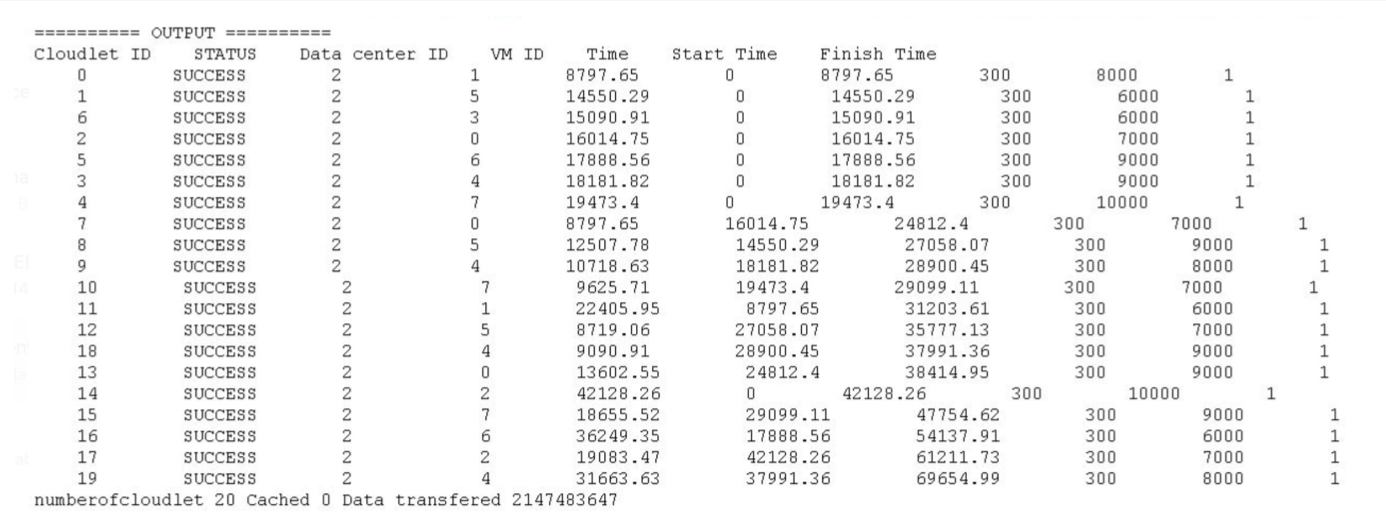 ========== OUTPUT ==========
Cloudlet ID STATUS Data center ID VM ID Time Start Time Finish Time
0 SUCCESS 2 1 8797.65 0 8797.65 300 8000 1
1 SUCCESS 2 5 14550.29 0 14550.29 300 6000 1
6 SUCCESS 2 3 15090.91 0 15090.91 300 6000 1
2 SUCCESS 2 0 16014.75 0 16014.75 300 7000 1
5 SUCCESS 2 6 17888.56 0 17888.56 300 9000 1
3 SUCCESS 2 4 18181.82 0 18181.82 300 9000 1
4 SUCCESS 2 7 19473.4 0 19473.4 300 10000 1
7 SUCCESS 2 0 8797.65 16014.75 24812.4 300 7000 1
8 SUCCESS 2 5 12507.78 14550.29 27058.07 300 9000 1
9 SUCCESS 2 4 10718.63 18181.82 28900.45 300 8000 1
10 SUCCESS 2 7 9625.71 19473.4 29099.11 300 7000 1
11 SUCCESS 2 1 22405.95 8797.65 31203.61 300 6000 1
12 SUCCESS 2 5 8719.06 27058.07 35777.13 300 7000 1
18 SUCCESS 2 4 9090.91 28900.45 37991.36 300 9000 1
13 SUCCESS 2 0 13602.55 24812.4 38414.95 300 9000 1
14 SUCCESS 2 2 42128.26 0 42128.26 300 10000 1
15 SUCCESS 2 7 18655.52 29099.11 47754.62 300 9000 1
16 SUCCESS 2 6 36249.35 17888.56 54137.91 300 6000 1
17 SUCCESS 2 2 19083.47 42128.26 61211.73 300 7000 1
19 SUCCESS 2 4 31663.63 37991.36 69654.99 300 8000 1
numberofcloudlet 20 Cached 0 Data transfered 2147483647